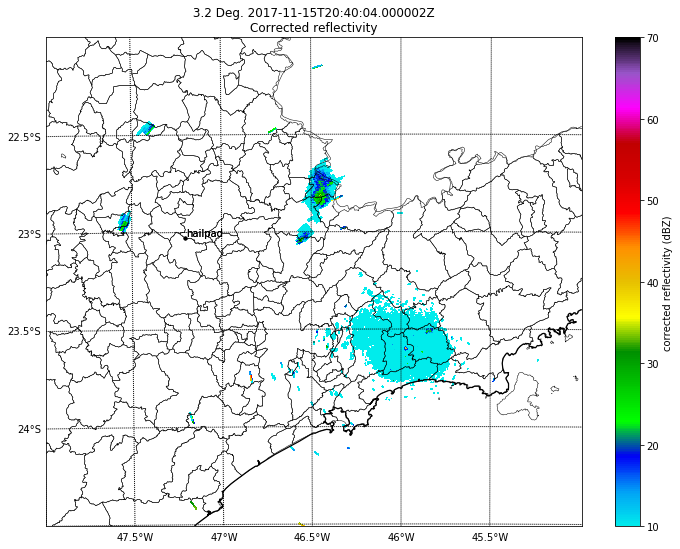 3.2 Deg. 2017-11-15T20:40:04.000002Z
Corrected reflectivity
22.5°S
23°S
23.5°S
24°S
hailpad
47.5°W
47°W
46.5°W
46°W
45.5°W
70
60
50
40
30
20
10
corrected reflectivity (dBZ)